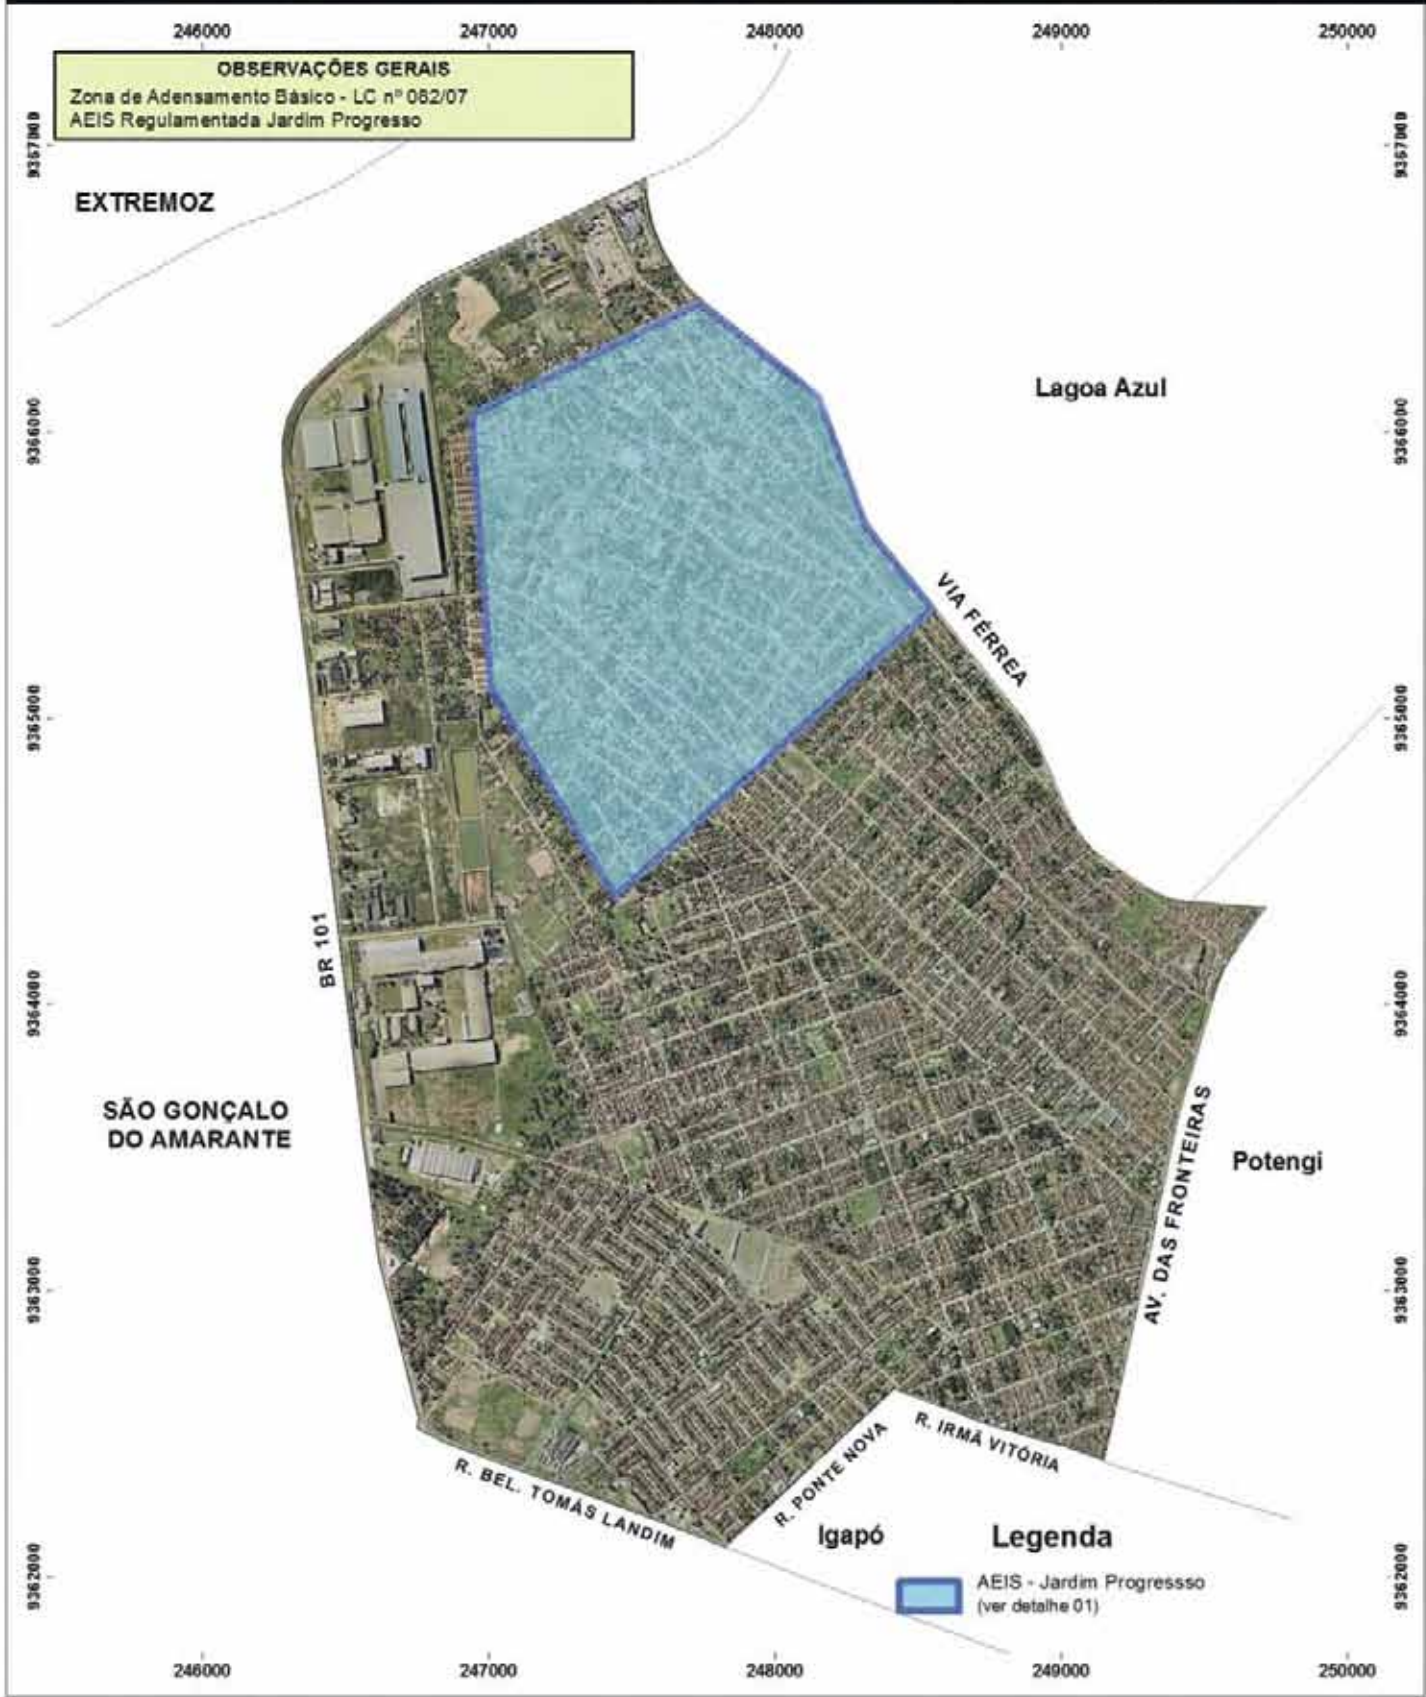 246000 247000 248000 249000 250000
OBSERVAÇÕES GERAIS
Zona de Adensamento Básico - LC nº 082/07
AEIS Regulamentada Jardim Progresso
9367000
9367000
EXTREMOZ
Lagoa Azul
9366000
9366000
VIA FÉRREA
9365000
9365000
BR 101
9364000
9364000
SÃO GONÇALO
DO AMARANTE
AV. DAS FRONTEIRAS
Potengi
9363000
9363000
R. IRMÃ VITÓRIA
R. PONTE NOVA
R. BEL. TOMÁS LANDIM
Igapó
Legenda
AEIS - Jardim Progressso
(ver detalhe 01)
9362000
9362000
246000 247000 248000 249000 250000